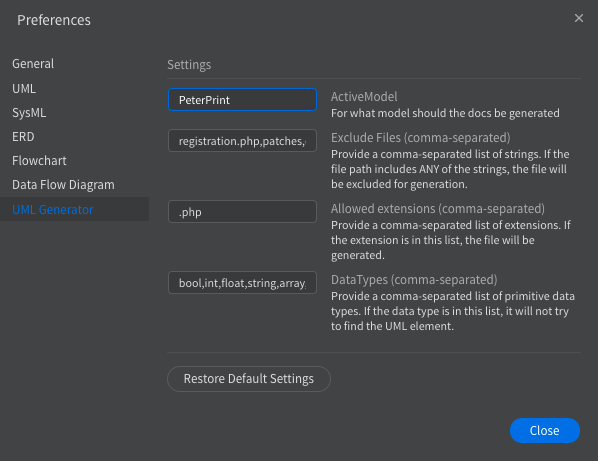 Preferences
General
UML
SysML
ERD
Flowchart
Data Flow Diagram
UML Generator
Settings
PeterPrint
ActiveModel
For what model should the docs be generated
registration.php,patches,
Exclude Files (comma-separated)
Provide a comma-separated list of strings. If the
file path includes ANY of the strings, the file will
be excluded for generation.
.php
Allowed extensions (comma-separated)
Provide a comma-separated list of extensions. If
the extension is in this list, the file will be
generated.
bool,int,float,string,array,
DataTypes (comma-separated)
Provide a comma-separated list of primitive data
types. If the data type is in this list, it will not try
to find the UML element.
Restore Default Settings
Close